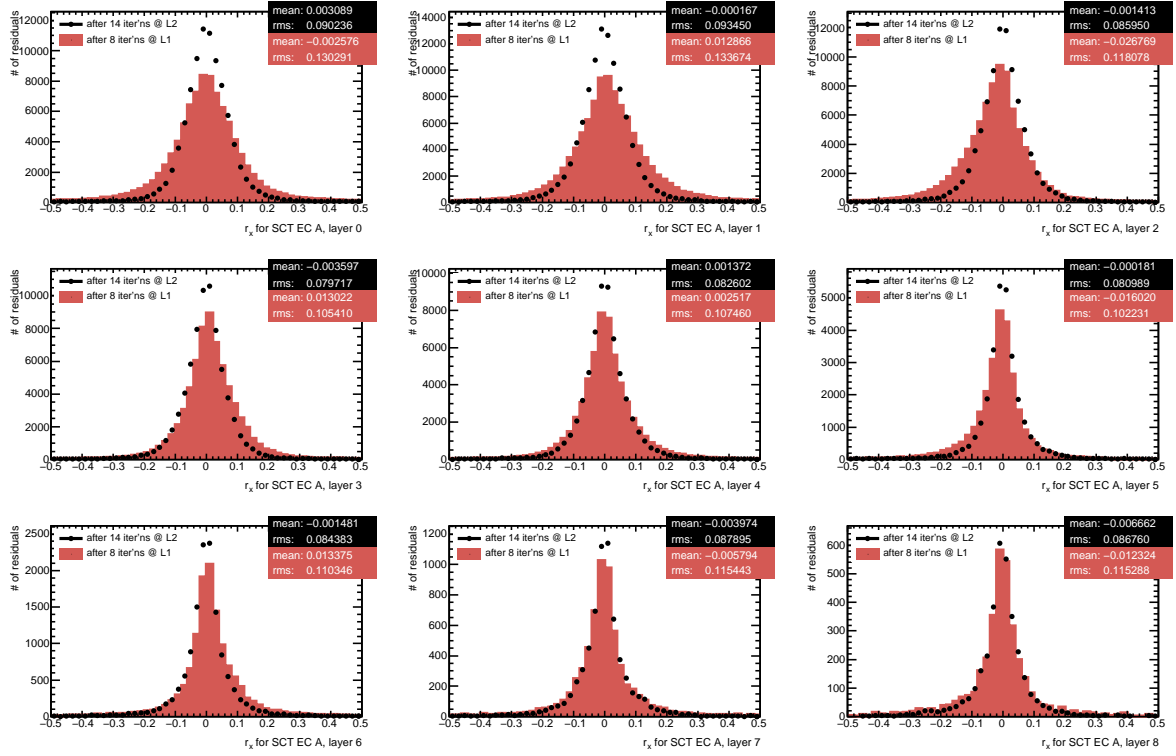 # of residuals
12000
10000
8000
6000
4000
2000
0
after 14 iter'ns @ L2
after 8 iter'ns @ L1
mean: 0.003089
rms: 0.090236
mean: −0.002576
rms: 0.130291
−0.5 −0.4 −0.3 −0.2 −0.1 0 0.1 0.2 0.3 0.4 0.5
r_x for SCT EC A, layer 0
# of residuals
14000
12000
10000
8000
6000
4000
2000
0
after 14 iter'ns @ L2
after 8 iter'ns @ L1
mean: −0.000167
rms: 0.093450
mean: 0.012866
rms: 0.133674
−0.5 −0.4 −0.3 −0.2 −0.1 0 0.1 0.2 0.3 0.4 0.5
r_x for SCT EC A, layer 1
# of residuals
12000
10000
8000
6000
4000
2000
0
after 14 iter'ns @ L2
after 8 iter'ns @ L1
mean: −0.001413
rms: 0.085950
mean: −0.026769
rms: 0.118078
−0.5 −0.4 −0.3 −0.2 −0.1 0 0.1 0.2 0.3 0.4 0.5
r_x for SCT EC A, layer 2
# of residuals
10000
8000
6000
4000
2000
0
after 14 iter'ns @ L2
after 8 iter'ns @ L1
mean: −0.003597
rms: 0.079717
mean: 0.013022
rms: 0.105410
−0.5 −0.4 −0.3 −0.2 −0.1 0 0.1 0.2 0.3 0.4 0.5
r_x for SCT EC A, layer 3
# of residuals
10000
8000
6000
4000
2000
0
after 14 iter'ns @ L2
after 8 iter'ns @ L1
mean: 0.001372
rms: 0.082602
mean: 0.002517
rms: 0.107460
−0.5 −0.4 −0.3 −0.2 −0.1 0 0.1 0.2 0.3 0.4 0.5
r_x for SCT EC A, layer 4
# of residuals
5000
4000
3000
2000
1000
0
after 14 iter'ns @ L2
after 8 iter'ns @ L1
mean: −0.000181
rms: 0.080989
mean: −0.016020
rms: 0.102231
−0.5 −0.4 −0.3 −0.2 −0.1 0 0.1 0.2 0.3 0.4 0.5
r_x for SCT EC A, layer 5
# of residuals
2500
2000
1500
1000
500
0
after 14 iter'ns @ L2
after 8 iter'ns @ L1
mean: −0.001481
rms: 0.084383
mean: 0.013375
rms: 0.110346
−0.5 −0.4 −0.3 −0.2 −0.1 0 0.1 0.2 0.3 0.4 0.5
r_x for SCT EC A, layer 6
# of residuals
1200
1000
800
600
400
200
0
after 14 iter'ns @ L2
after 8 iter'ns @ L1
mean: −0.003974
rms: 0.087895
mean: −0.005794
rms: 0.115443
−0.5 −0.4 −0.3 −0.2 −0.1 0 0.1 0.2 0.3 0.4 0.5
r_x for SCT EC A, layer 7
# of residuals
600
500
400
300
200
100
0
after 14 iter'ns @ L2
after 8 iter'ns @ L1
mean: −0.006662
rms: 0.086760
mean: −0.012324
rms: 0.115288
−0.5 −0.4 −0.3 −0.2 −0.1 0 0.1 0.2 0.3 0.4 0.5
r_x for SCT EC A, layer 8